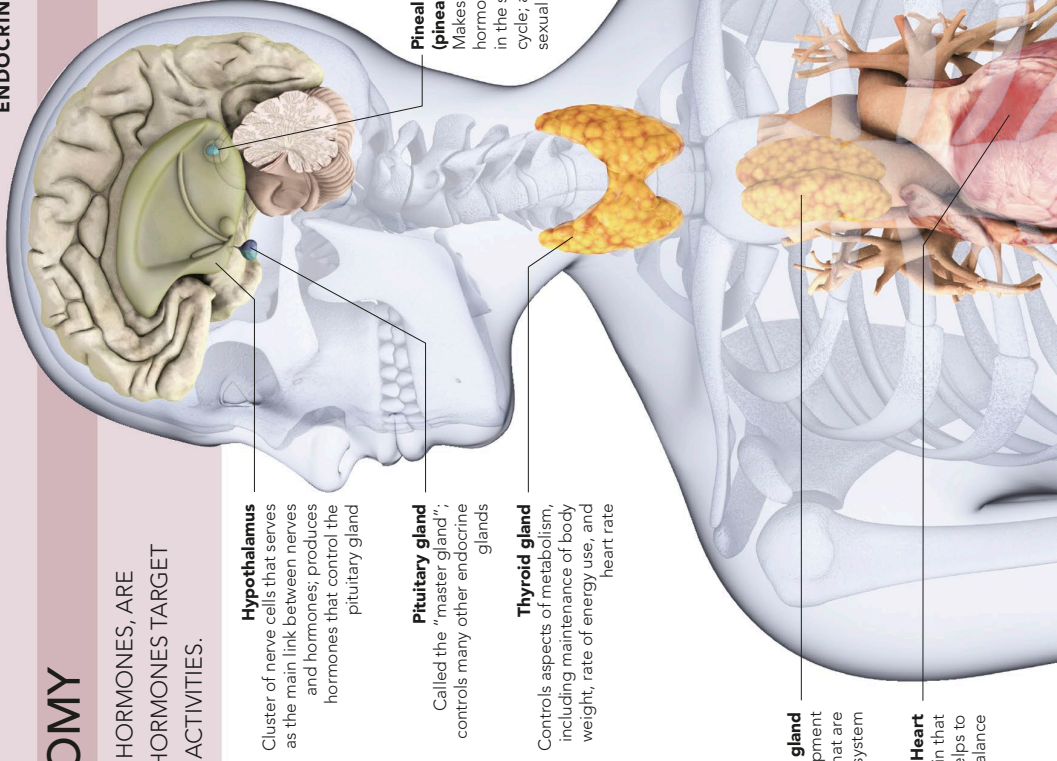 ENDOCRIN
OMY
HORMONES, ARE
HORMONES TARGET
ACTIVITIES.
Hypothalamus
Cluster of nerve cells that serves
as the main link between nerves
and hormones; produces
hormones that control the
pituitary gland
Pituitary gland
Called the “master gland”;
controls many other endocrine
glands
Thyroid gland
Controls aspects of metabolism,
including maintenance of body
weight, rate of energy use, and
heart rate
gland
pment
hat are
system
Heart
in that
elps to
alance
Pineal
(pinea
Makes
hormo
in the s
cycle; a
sexual